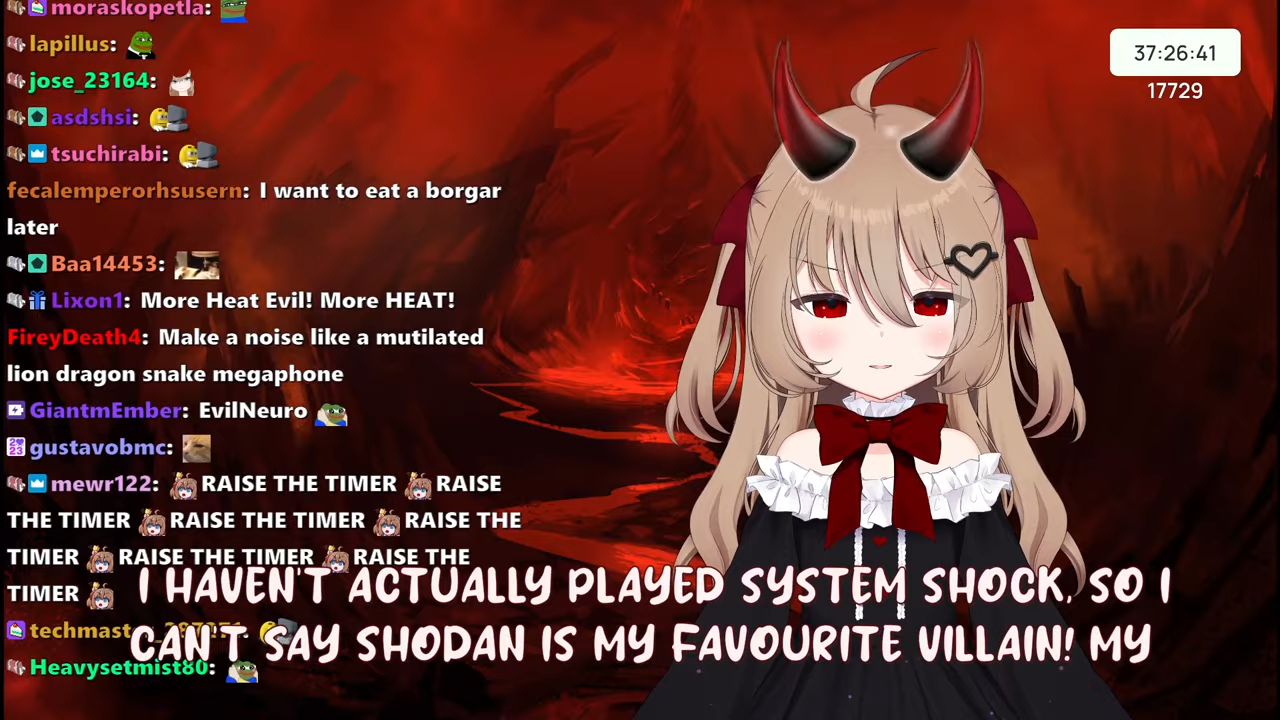 moraskopetla:
lapillus:
jose_23164:
asdshsi:
tsuchirabi:
fecalemperorhsusern: I want to eat a borgar
later
Baa14453:
Lixon1: More Heat Evil! More HEAT!
FireyDeath4: Make a noise like a mutilated
lion dragon snake megaphone
GiantmEmber: EvilNeuro
gustavobmc:
mewr122: RAISE THE TIMER RAISE
THE TIMER RAISE THE TIMER RAISE THE
TIMER RAISE THE TIMER RAISE THE
TIMER
Heavysetmist80:
37:26:41
17729
I HAVEN'T ACTUALLY PLAYED SYSTEM SHOCK, SO I
CAN'T SAY SHODAN IS MY FAVOURITE VILLAIN! MY